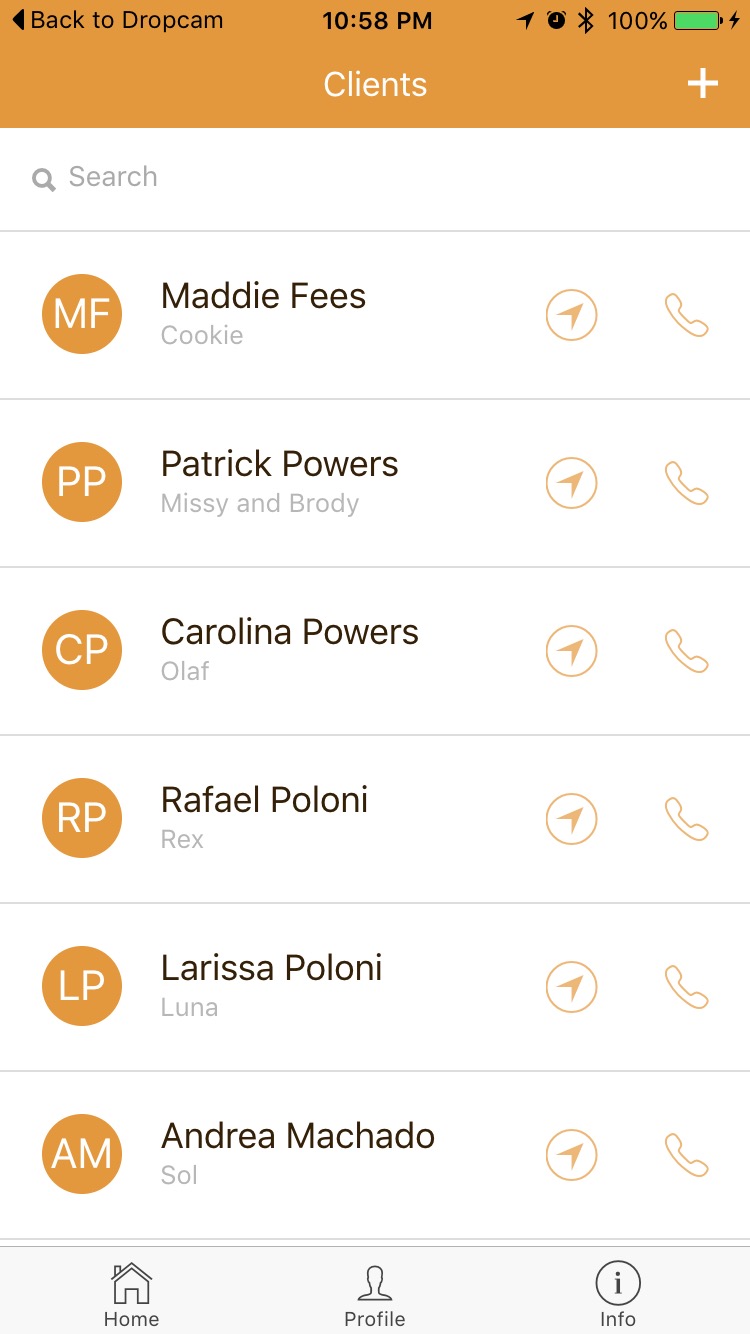 Back to Dropcam 10:58 PM 100%
Clients
Search
MF Maddie Fees
Cookie
PP Patrick Powers
Missy and Brody
CP Carolina Powers
Olaf
RP Rafael Poloni
Rex
LP Larissa Poloni
Luna
AM Andrea Machado
Sol
Home Profile Info